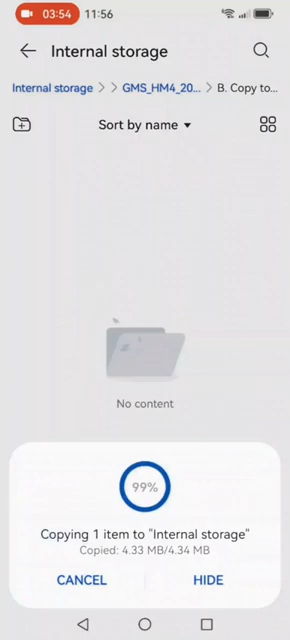 03:54 11:56
Internal storage
Internal storage > > GMS_HM4_20... > B. Copy to...
Sort by name
No content
99%
Copying 1 item to "Internal storage"
Copied: 4.33 MB/4.34 MB
CANCEL HIDE